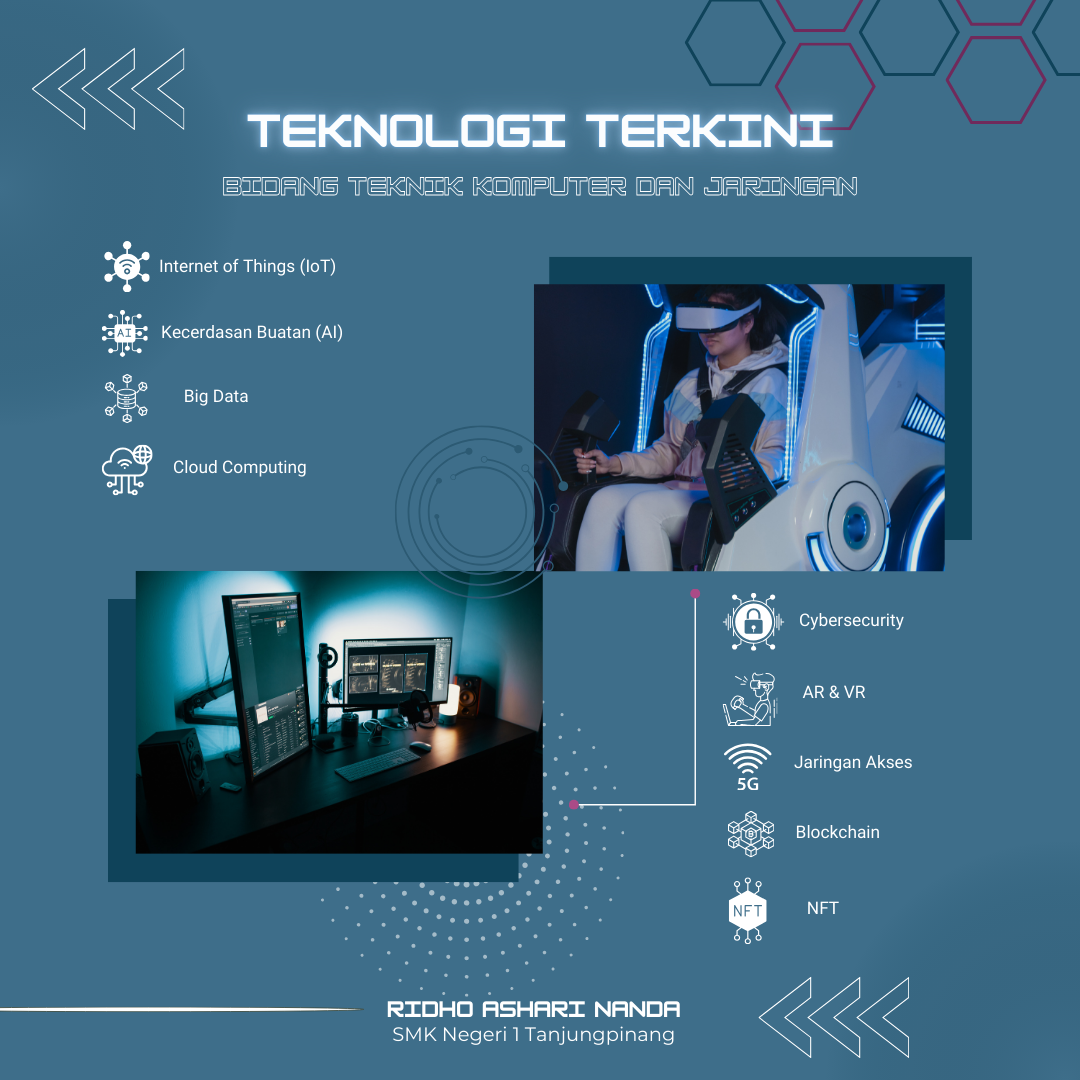 TEKNOLOGI TERKINI
BIDANG TEKNIK KOMPUTER DAN JARINGAN
Internet of Things (IoT)
AI
Kecerdasan Buatan (AI)
Big Data
Cloud Computing
Cybersecurity
AR & VR
5G
Jaringan Akses
B
Blockchain
NFT
NFT
RIDHO ASHARI NANDA
SMK Negeri 1 Tanjungpinang